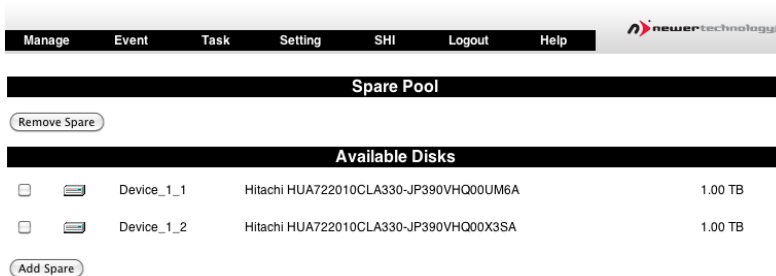 newertechnology
Manage Event Task Setting SHI Logout Help
Spare Pool
Remove Spare
Available Disks
Device_1_1 Hitachi HUA722010CLA330-JP390VHQ00UM6A 1.00 TB
Device_1_2 Hitachi HUA722010CLA330-JP390VHQ00X3SA 1.00 TB
Add Spare